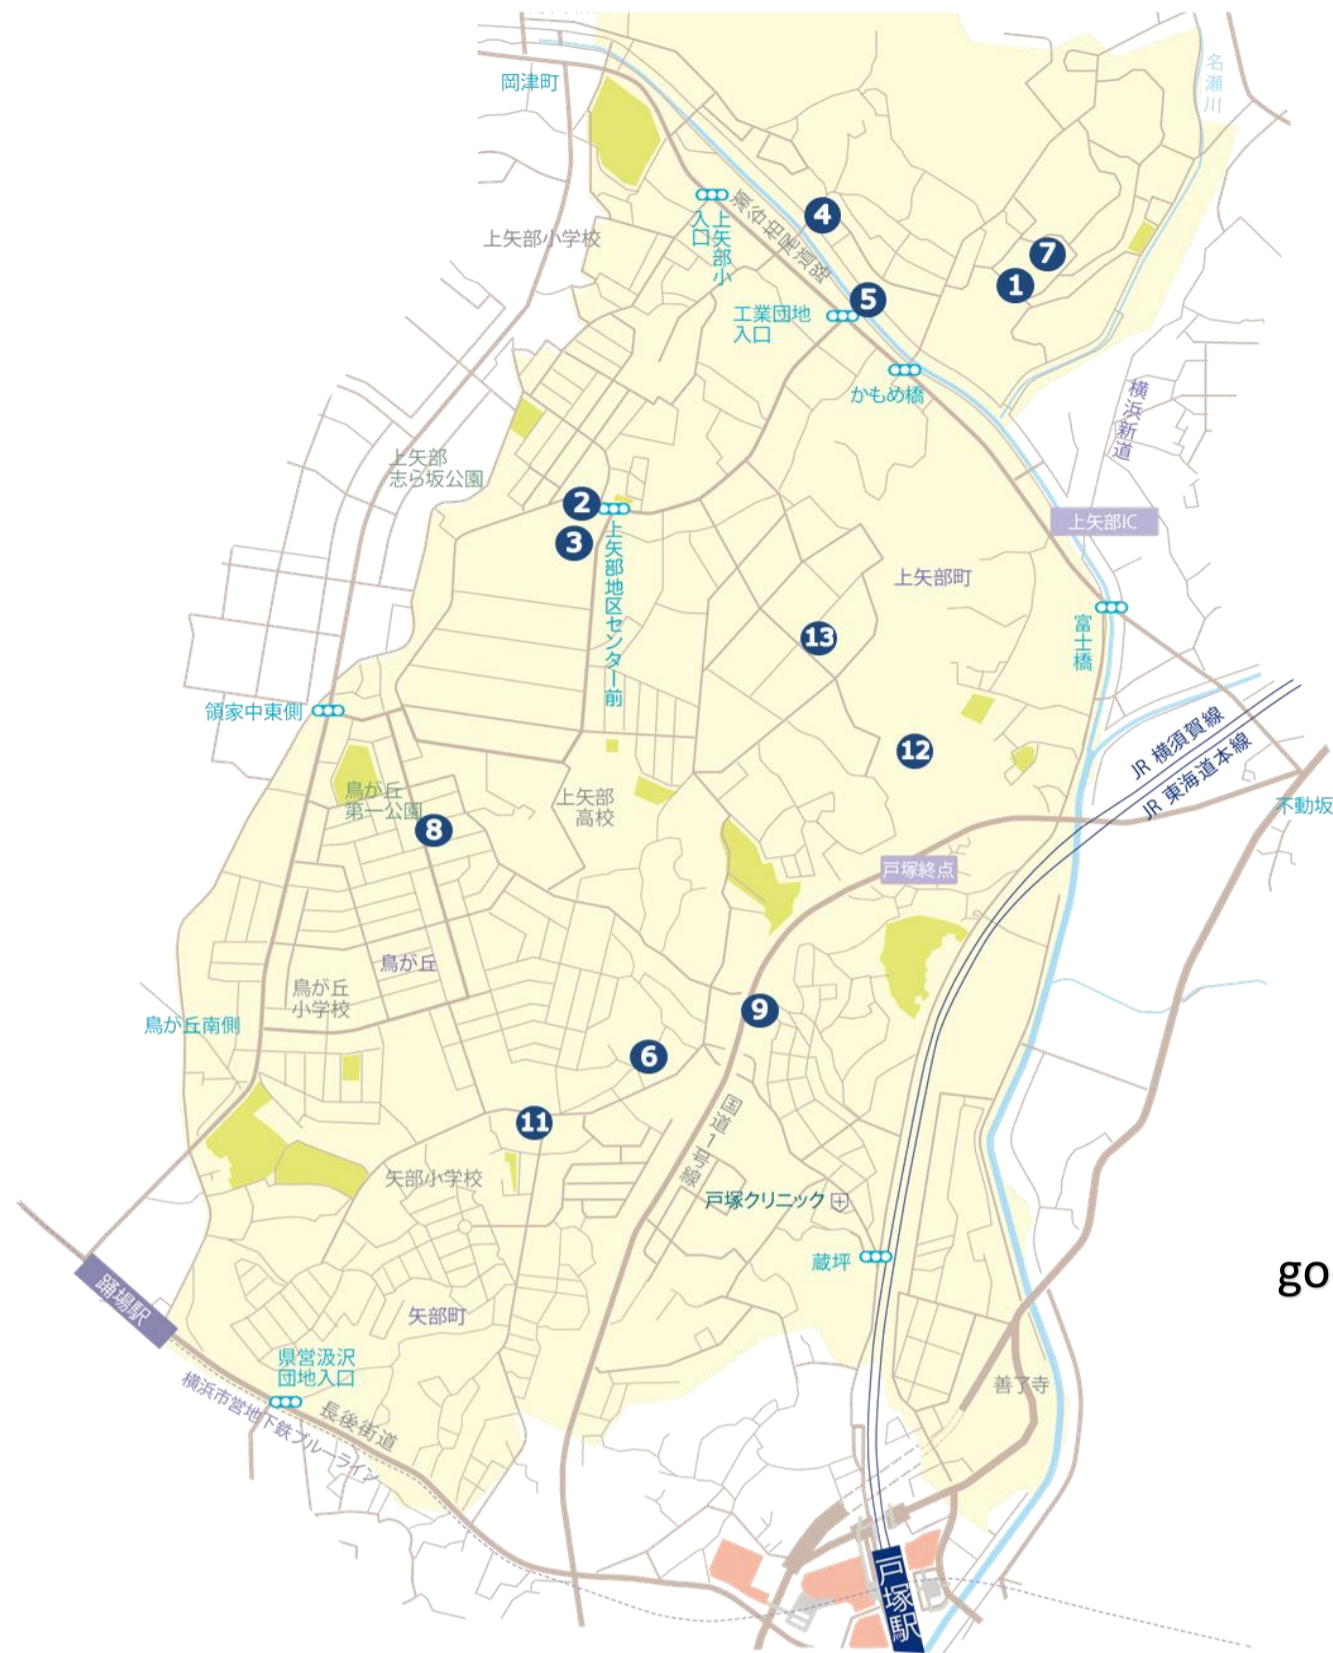 岡津町
名瀬川
瀬谷柏尾道路
4
上矢部小学校
上矢部小
入口
7
1
5
工業団地
入口
かもめ橋
横浜新道
上矢部
志ら坂公園
2
3
上矢部地区センター前
上矢部IC
上矢部町
富士橋
13
領家中東側
JR 横須賀線
JR 東海道本線
12
鳥が丘
第一公園
上矢部
高校
8
不動坂
戸塚終点
鳥が丘
鳥が丘
小学校
鳥が丘南側
9
6
11
国道1号線
矢部小学校
戸塚クリニック
蔵坪
go
踊場駅
矢部町
県営汲沢
団地入口
横浜市営地下鉄ブルーライン
長後街道
善了寺
戸塚駅